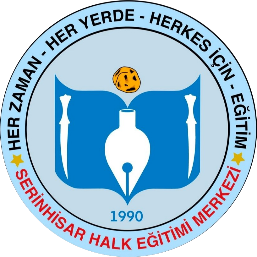 HER ZAMAN - HER YERDE - HERKES İÇİN - EĞİTİM
1990
SERİNHİSAR HALK EĞİTİMİ MERKEZİ